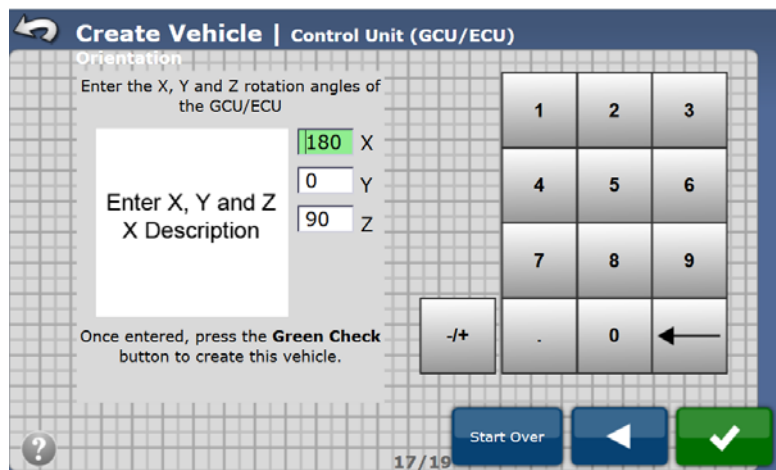 Create Vehicle | Control Unit (GCU/ECU)
Orientation
Enter the X, Y and Z rotation angles of
the GCU/ECU
180 X
0 Y
90 Z
Enter X, Y and Z
X Description
Once entered, press the Green Check
button to create this
vehicle.
1 2 3
4 5 6
7 8 9
-/+ . 0
Start Over
17/19
?